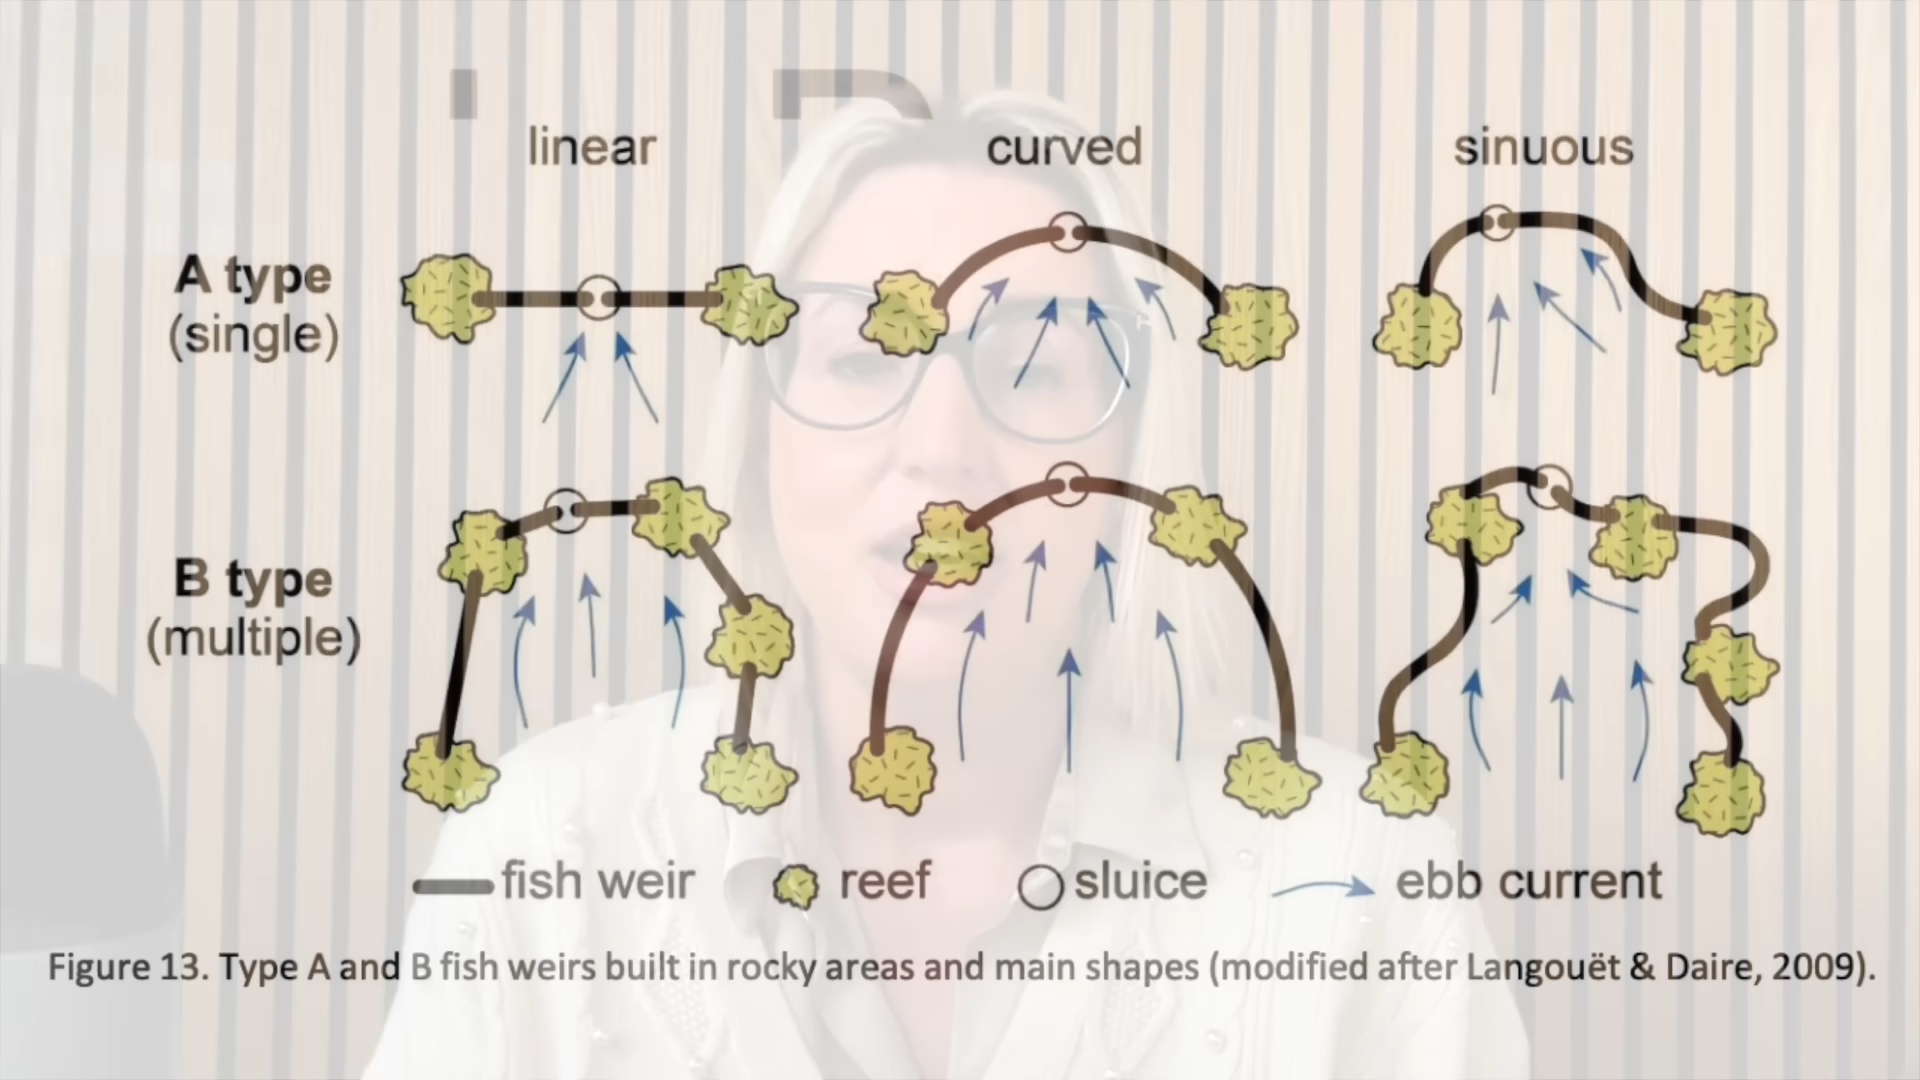 linear
curved
sinuous
A type
(single)
B type
(multiple)
fish weir
reef
sluice
ebb current
Figure 13. Type A and B fish weirs built in rocky areas and main shapes (modified after Langouët & Daire, 2009).